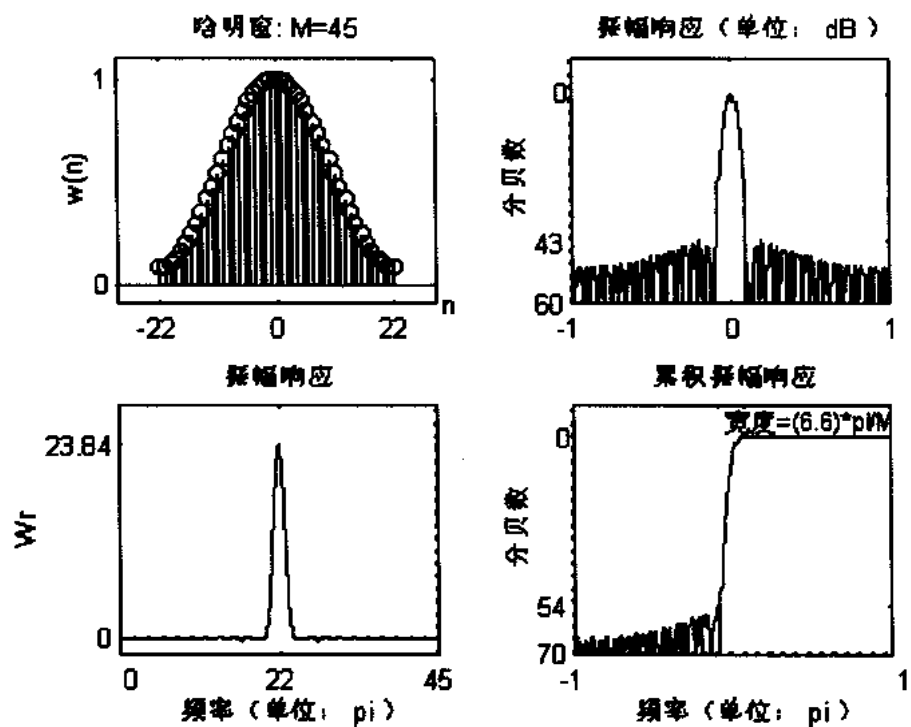 哈明窗: M=45
1
w(n)
0
-22
0
22
n
振幅响应（单位： dB）
0
分贝数
43
60
-1
0
1
振幅响应
23.84
Wr
0
0
22
45
频率（单位： pi）
累积振幅响应
宽度=(6.6)*pi/M
0
分贝数
54
70
-1
1
频率（单位： pi）